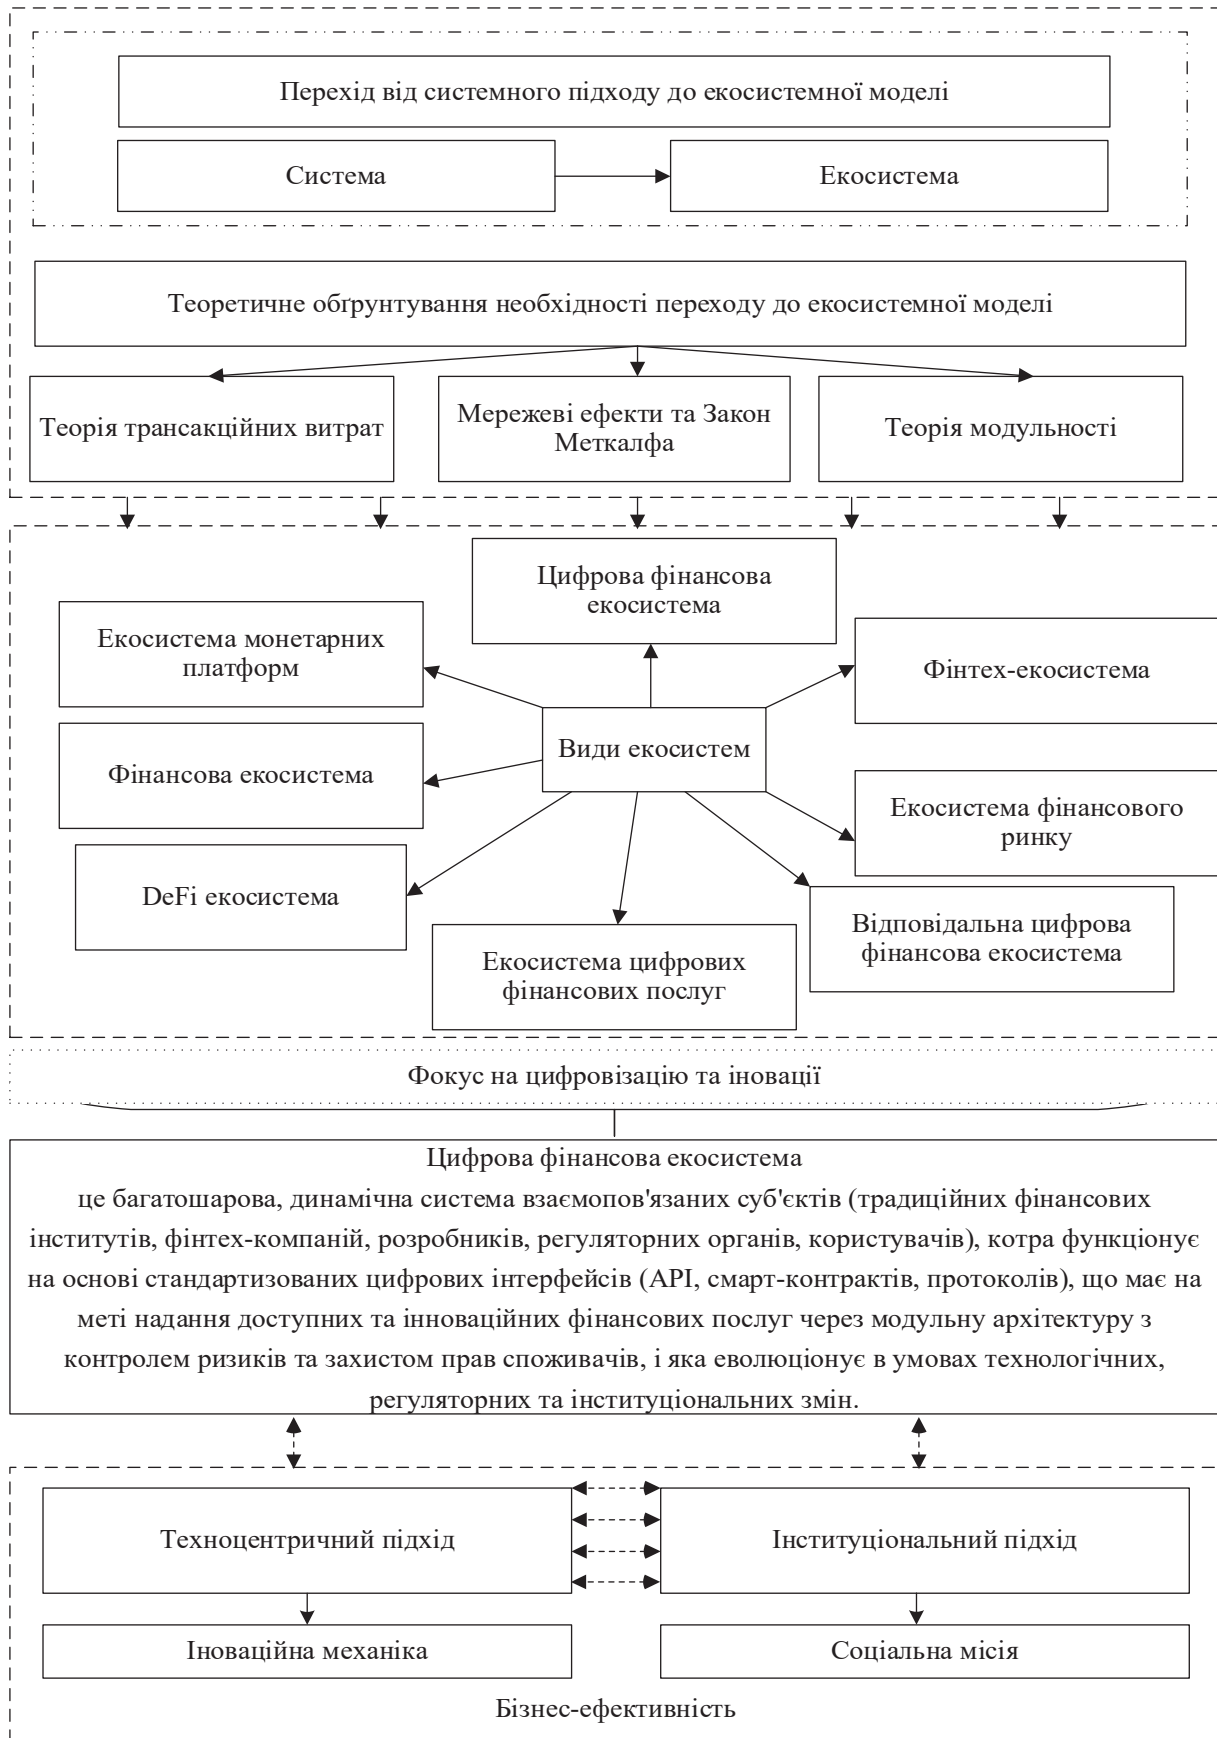 Перехід від системного підходу до екосистемної моделі
Система
Екосистема
Теоретичне обґрунтування необхідності переходу до екосистемної моделі
Теорія трансакційних витрат
Мережеві ефекти та Закон
Меткалфа
Теорія модульності
Цифрова фінансова
екосистема
Екосистема монетарних
платформ
Фінтех-екосистема
Види екосистем
Фінансова екосистема
Екосистема фінансового
ринку
DeFi екосистема
Відповідальна цифрова
фінансова екосистема
Екосистема цифрових
фінансових послуг
Фокус на цифровізацію та іновації
Цифрова фінансова екосистема
це багатошарова, динамічна система взаємопов'язаних суб'єктів (традиційних фінансових
інститутів, фінтех-компаній, розробників, регуляторних органів, користувачів), котра функціонує
на основі стандартизованих цифрових інтерфейсів (API, смарт-контрактів, протоколів), що має на
меті надання доступних та інноваційних фінансових послуг через модульну архітектуру з
контролем ризиків та захистом прав споживачів, і яка еволюціонує в умовах технологічних,
регуляторних та інституціональних змін.
Техноцентричний підхід
Інституціональний підхід
Іноваційна механіка
Соціальна місія
Бізнес-ефективність